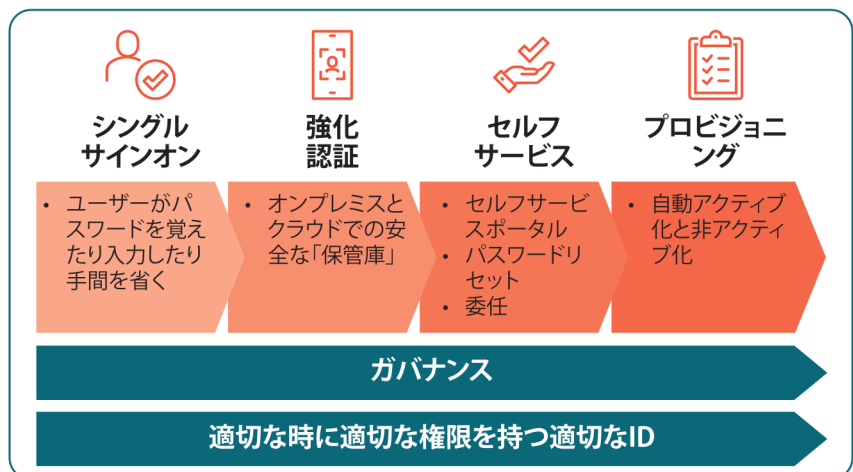 シングル
サインオン
強化
認証
セルフ
サービス
プロビジョニ
ング
• ユーザーがパ
スワードを覚え
たり入力したり
手間を省く
• オンプレミスと
クラウドでの安
全な「保管庫」
• セルフサービ
スポータル
• パスワードリ
セット
• 委任
• 自動アクティブ
化と非アクティ
ブ化
ガバナンス
適切な時に適切な権限を持つ適切なID